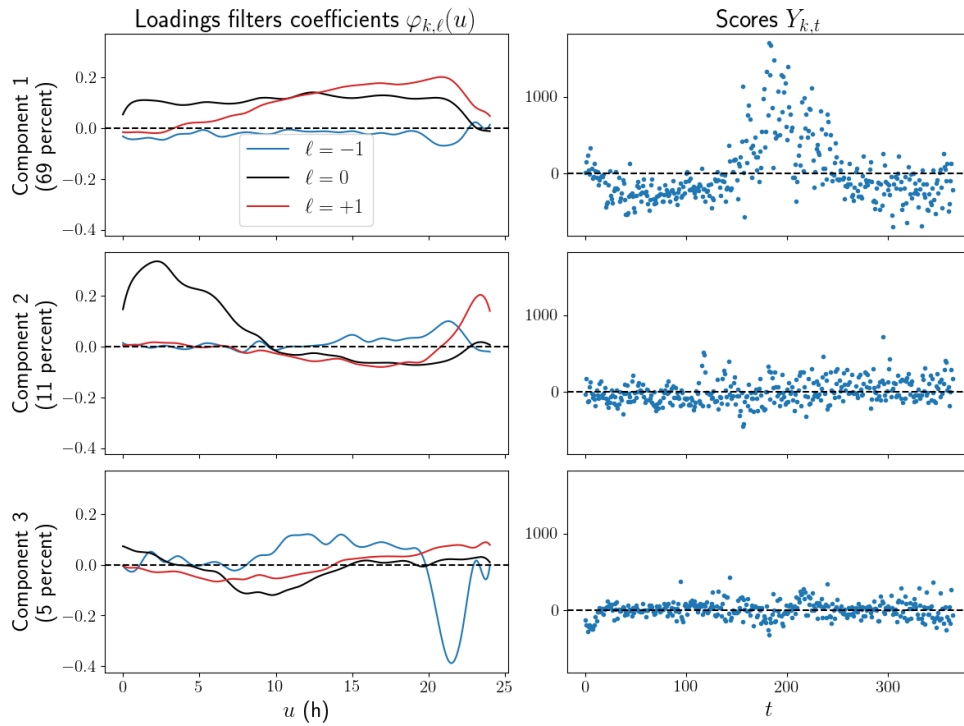 Loadings filters coefficients φ_{k,ℓ}(u)
Scores Y_{k,t}
Component 1
(69 percent)
0.2
0.0
−0.2
−0.4
ℓ = −1
ℓ = 0
ℓ = +1
1000
0
Component 2
(11 percent)
0.2
0.0
−0.2
−0.4
1000
0
Component 3
(5 percent)
0.2
0.0
−0.2
−0.4
0 5 10 15 20 25
u (h)
1000
0
0 100 200 300
t